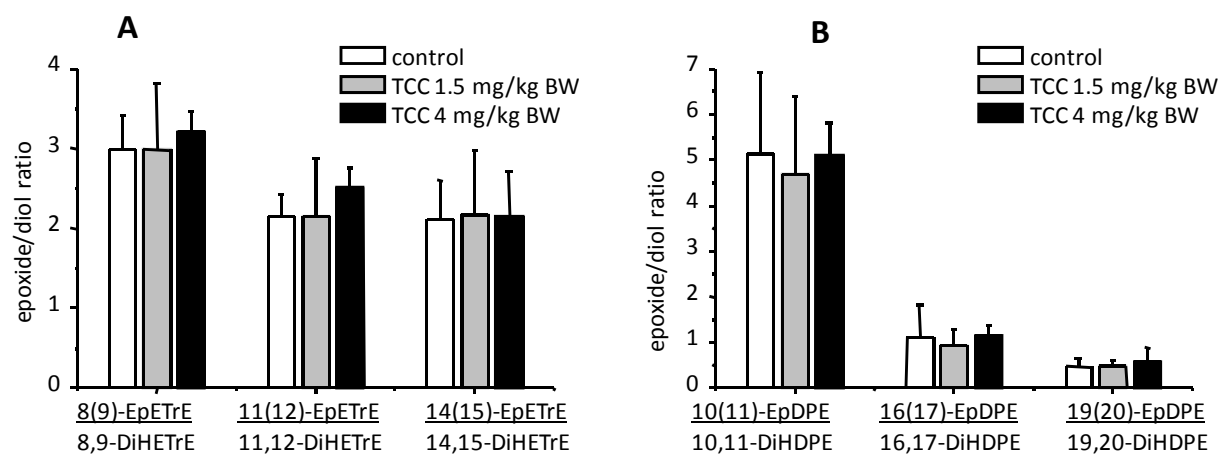 A
control
TCC 1.5 mg/kg BW
TCC 4 mg/kg BW
epoxide/diol ratio
4
3
2
1
0
8(9)-EpETrE
8,9-DiHETrE
11(12)-EpETrE
11,12-DiHETrE
14(15)-EpETrE
14,15-DiHETrE
B
control
TCC 1.5 mg/kg BW
TCC 4 mg/kg BW
epoxide/diol ratio
7
6
5
4
3
2
1
0
10(11)-EpDPE
10,11-DiHDPE
16(17)-EpDPE
16,17-DiHDPE
19(20)-EpDPE
19,20-DiHDPE